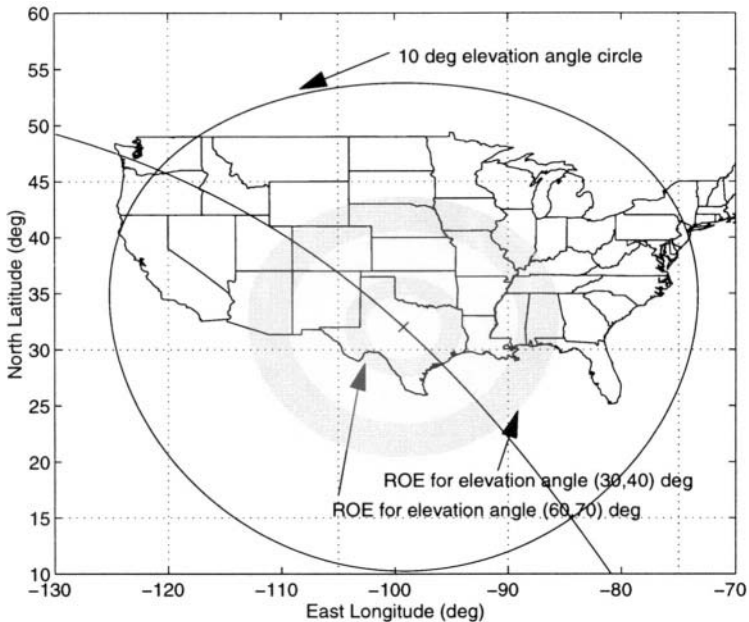 60
55
10 deg elevation angle circle
50
45
40
35
North Latitude (deg)
30
25
ROE for elevation angle (30,40) deg
20
ROE for elevation angle (60,70) deg
15
10
−130 −120 −110 −100 −90 −80 −70
East Longitude (deg)